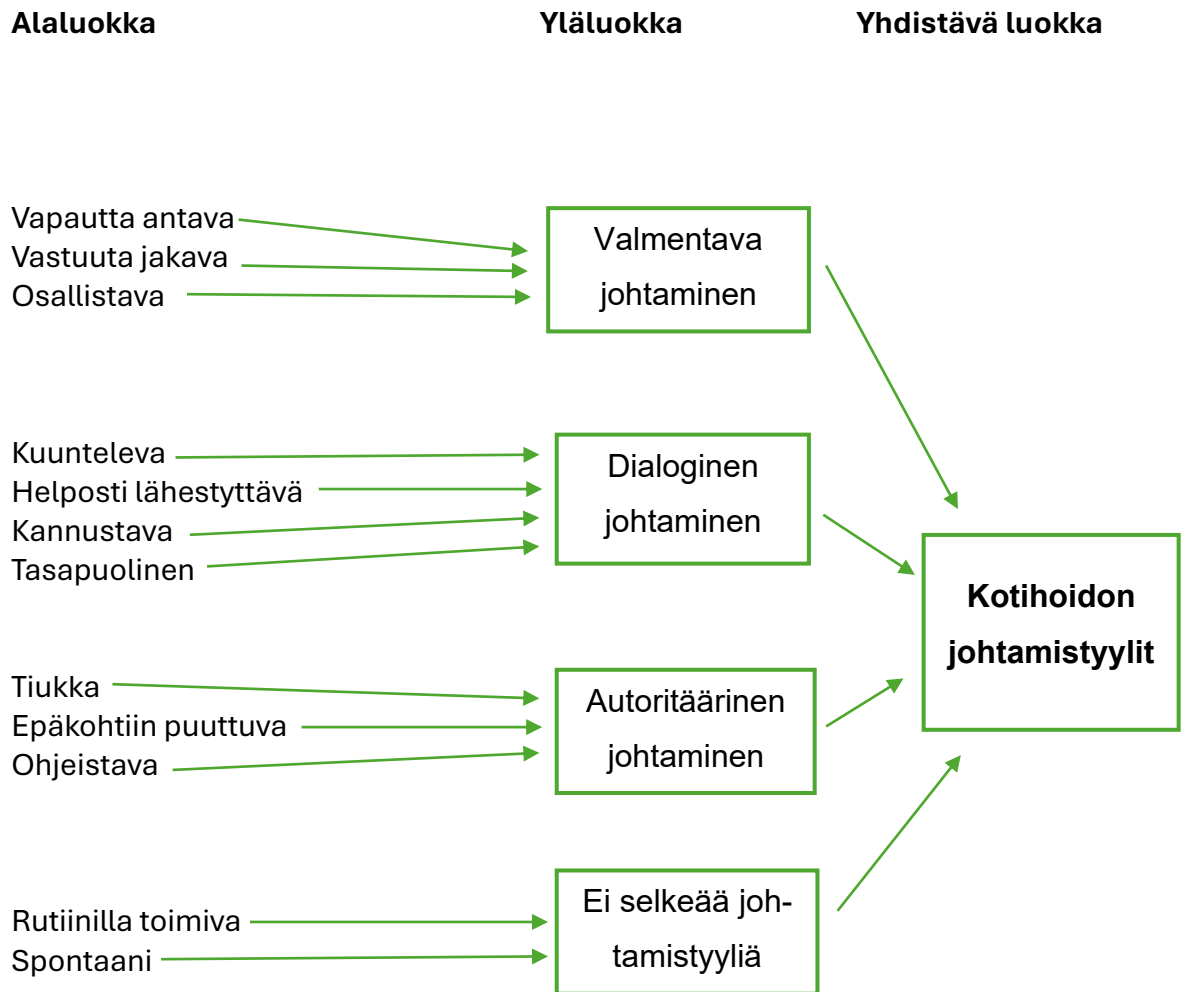 Alaluokka Yläluokka Yhdistävä luokka
Vapautta antava
Vastuuta jakava
Osallistava
Valmentava
johtaminen
Kuunteleva
Helposti lähestyttävä
Kannustava
Tasapuolinen
Dialoginen
johtaminen
Kotihoidon
johtamistyylit
Tiukka
Epäkohtiin puuttuva
Ohjeistava
Autoritäärinen
johtaminen
Rutiinilla toimiva
Spontaani
Ei selkeää joh-
tamistyyliä